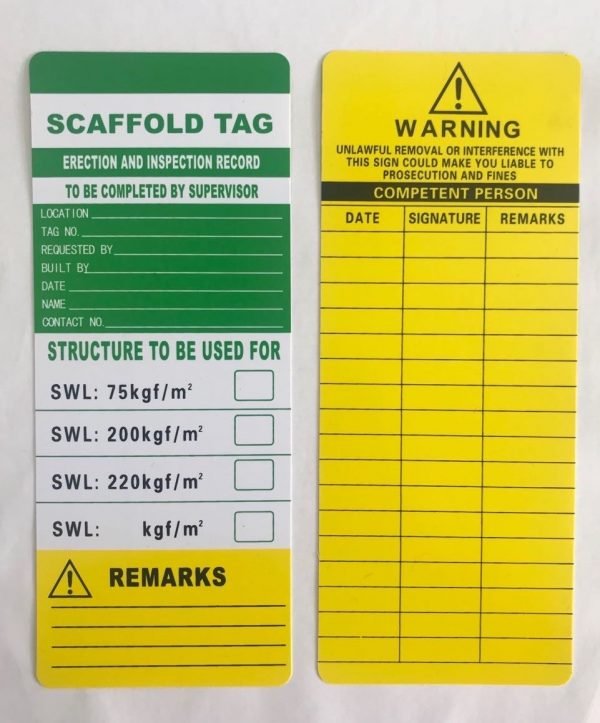 SCAFFOLD TAG
ERECTION AND INSPECTION RECORD
TO BE COMPLETED BY SUPERVISOR
LOCATION
TAG NO.
REQUESTED BY
BUILT BY
DATE
NAME
CONTACT NO.
STRUCTURE TO BE USED FOR
SWL: 75kgf/m²
SWL: 200kgf/m²
SWL: 220kgf/m²
SWL: kgf/m²
REMARKS
WARNING
UNLAWFUL REMOVAL OR INTERFERENCE WITH
THIS SIGN COULD MAKE YOU LIABLE TO
PROSECUTION AND FINES
COMPETENT PERSON
DATE SIGNATURE REMARKS